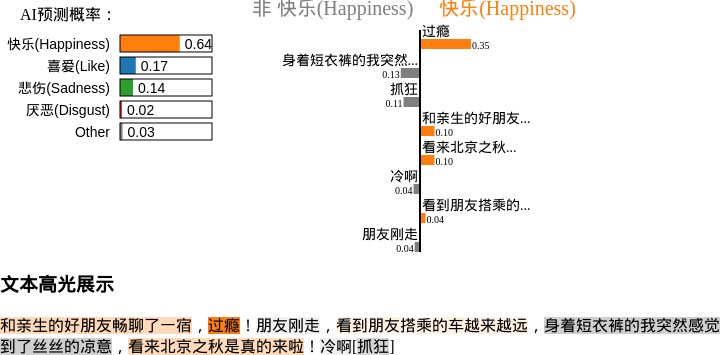 AI预测概率：
快乐(Happiness) 0.64
喜爱(Like) 0.17
悲伤(Sadness) 0.14
厌恶(Disgust) 0.02
Other 0.03
非 快乐(Happiness) 快乐(Happiness)
过瘾
0.35
身着短衣裤的我突然...
0.13
抓狂
0.11
和亲生的好朋友...
0.10
看来北京之秋...
0.10
冷啊
0.04
看到朋友搭乘的...
0.04
朋友刚走
0.04
文本高光展示
和亲生的好朋友畅聊了一宿，过瘾！朋友刚走，看到朋友搭乘的车越来越远，身着短衣裤的我突然感觉
到了丝丝的凉意，看来北京之秋是真的来啦！冷啊[抓狂]